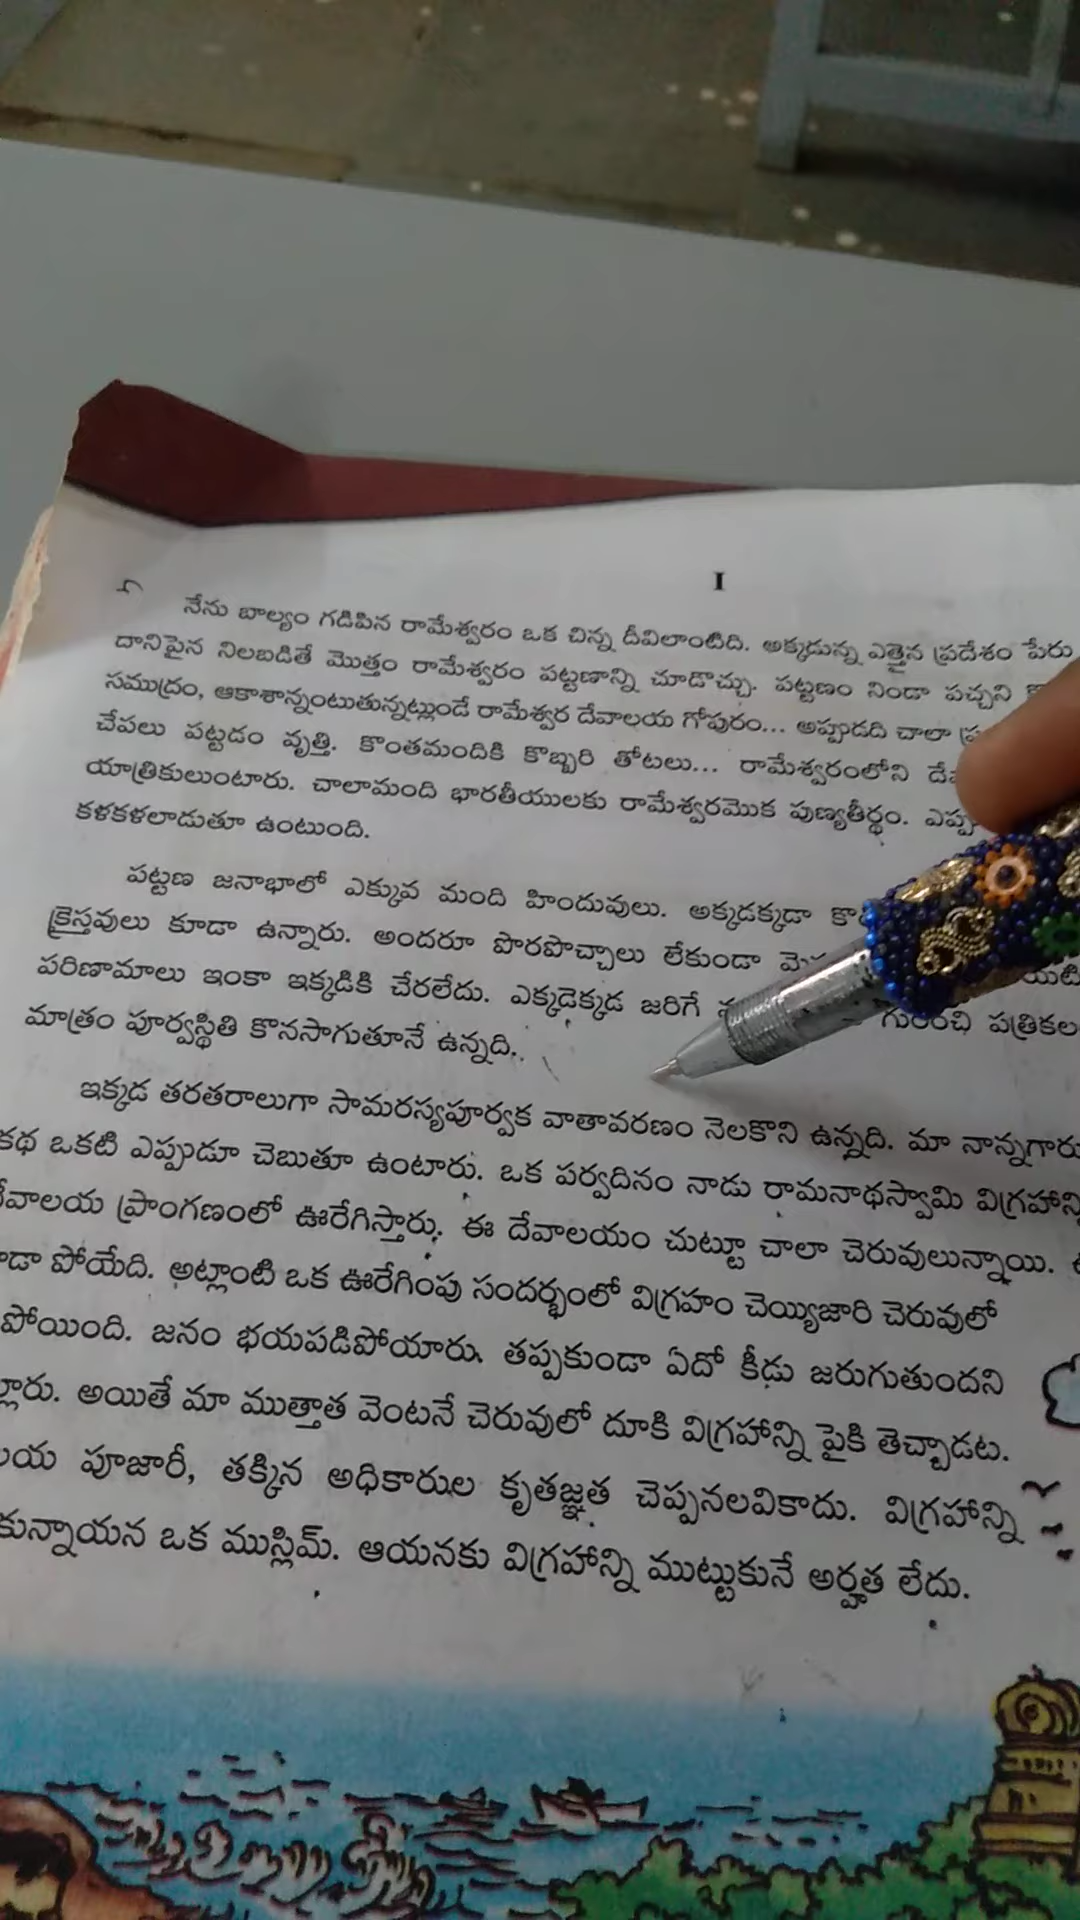 I
నేను బాల్యం గడిపిన రామేశ్వరం ఒక చిన్న దీవిలాంటిది. అక్కడున్న ఎత్తైన ప్రదేశం పేరు
దానిపైన నిలబడితే మొత్తం రామేశ్వరం పట్టణాన్ని చూడొచ్చు. పట్టణం నిండా పచ్చని
సముద్రం, ఆకాశాన్నంటుతున్నట్లుండే రామేశ్వర దేవాలయ గోపురం... అప్పుడది చాలా
చేపలు పట్టడం వృత్తి. కొంతమందికి కొబ్బరి తోటలు... రామేశ్వరంలోని
యాత్రికులుంటారు. చాలామంది భారతీయులకు రామేశ్వరమొక పుణ్యతీర్థం.
కళకళలాడుతూ ఉంటుంది.
పట్టణ జనాభాలో ఎక్కువ మంది హిందువులు. అక్కడక్కడా
క్రైస్తవులు కూడా ఉన్నారు. అందరూ పొరపొచ్చాలు లేకుండా
పరిణామాలు ఇంకా ఇక్కడికి చేరలేదు. ఎక్కడెక్కడ జరిగే గురించి పత్రికల
మాత్రం పూర్వస్థితి కొనసాగుతూనే ఉన్నది.
ఇక్కడ తరతరాలుగా సామరస్యపూర్వక వాతావరణం నెలకొని ఉన్నది. మా నాన్నగారు
కథ ఒకటి ఎప్పుడూ చెబుతూ ఉంటారు. ఒక పర్వదినం నాడు రామనాథస్వామి విగ్రహాన్ని
దేవాలయ ప్రాంగణంలో ఊరేగిస్తారు. ఈ దేవాలయం చుట్టూ చాలా చెరువులున్నాయి.
పోయేది. అట్లాంటి ఒక ఊరేగింపు సందర్భంలో విగ్రహం చెయ్యిజారి చెరువులో
పోయింది. జనం భయపడిపోయారు. తప్పకుండా ఏదో కీడు జరుగుతుందని
అయితే మా ముత్తాత వెంటనే చెరువులో దూకి విగ్రహాన్ని పైకి తెచ్చాడట.
పూజారీ, తక్కిన అధికారుల కృతజ్ఞత చెప్పనలవికాదు. విగ్రహాన్ని
కున్నాయన ఒక ముస్లిమ్. ఆయనకు విగ్రహాన్ని ముట్టుకునే అర్హత లేదు.